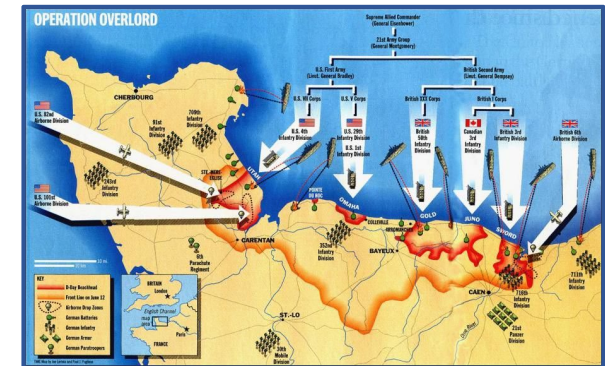 OPERATION OVERLORD
Supreme Allied Commander
(General Eisenhower)
21st Army Group
(General Montgomery)
U.S. First Army
(Lieut. General Bradley)
British Second Army
(Lieut. General Dempsey)
U.S. VII Corps
U.S. V Corps
British XXX Corps
British I Corps
U.S. 4th
Infantry Division
U.S. 29th
Infantry Division
U.S. 1st
Infantry Division
British
50th
Infantry
Division
Canadian
3rd
Infantry
Division
British 3rd
Infantry
Division
British 6th
Airborne Division
U.S. 82nd
Airborne Division
U.S. 101st
Airborne Division
CHERBOURG
709th
Infantry
Division
91st
Infantry
Division
243rd
Infantry
Division
STE. MERE
EGLISE
UTAH
POINTE
DU HOC
OMAHA
COLLEVILLE
ARROMANCHES
GOLD
JUNO
SWORD
CARENTAN
6th
Parachute
Regiment
352nd
Infantry
Division
BAYEUX
CAEN
716th
Infantry
Division
711th
Infantry
Division
21st
Panzer
Division
ST.-LO
30th
Mobile
Division
KEY
D-Day Beachhead
Front Line on June 12
Airborne Drop Zones
German Batteries
German Infantry
German Armor
German Paratroopers
BRITAIN
London
English Channel
map
area
Paris
FRANCE